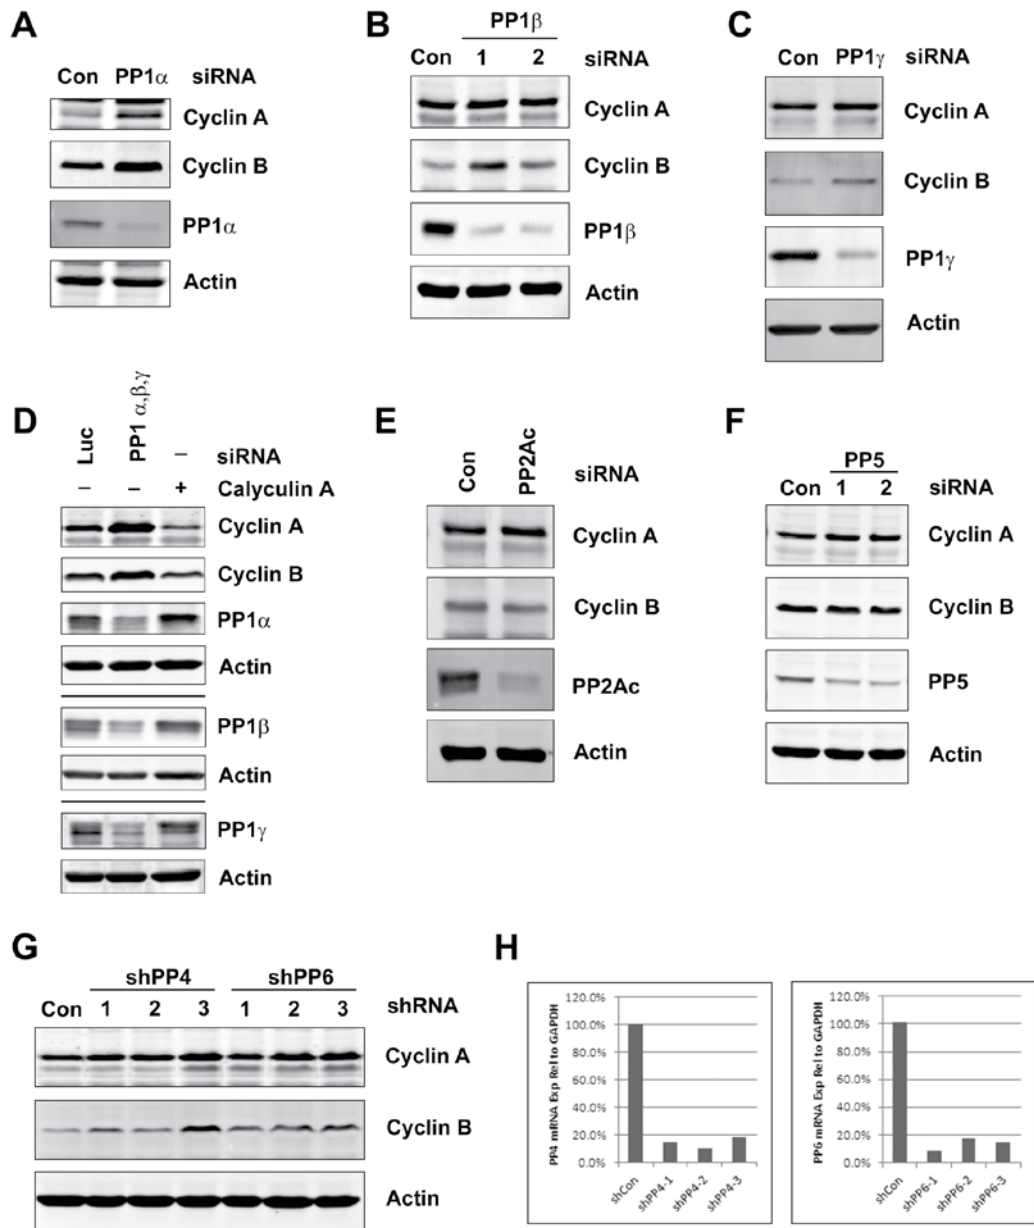 A
Con PP1α siRNA
Cyclin A
Cyclin B
PP1α
Actin
B
PP1β
Con 1 2 siRNA
Cyclin A
Cyclin B
PP1β
Actin
C
Con PP1γ siRNA
Cyclin A
Cyclin B
PP1γ
Actin
D
Luc PP1 α,β,γ – siRNA
– – + Calyculin A
Cyclin A
Cyclin B
PP1α
Actin
PP1β
Actin
PP1γ
Actin
E
Con PP2Ac siRNA
Cyclin A
Cyclin B
PP2Ac
Actin
F
PP5
Con 1 2 siRNA
Cyclin A
Cyclin B
PP5
Actin
G
shPP4 shPP6
Con 1 2 3 1 2 3 shRNA
Cyclin A
Cyclin B
Actin
H
PP4 mRNA Exp Rel to GAPDH
120.0%
100.0%
80.0%
60.0%
40.0%
20.0%
0.0%
shCon shPP4-1 shPP4-2 shPP4-3
PP6 mRNA Exp Rel to GAPDH
120.0%
100.0%
80.0%
60.0%
40.0%
20.0%
0.0%
shCon shPP6-1 shPP6-2 shPP6-3